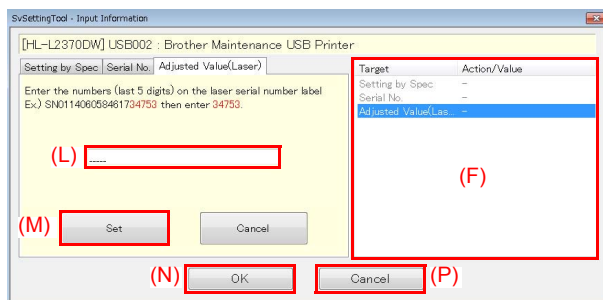 SvSettingTool - Input Information
[HL-L2370DW] USB002 : Brother Maintenance USB Printer
Setting by Spec Serial No. Adjusted Value(Laser)
Enter the numbers (last 5 digits) on the laser serial number label
Ex.) SN011406058461734753 then enter 34753.
(L) -----
(M) Set Cancel
Target Action/Value
Setting by Spec -
Serial No. -
Adjusted Value(Las... -
(F)
(N) OK Cancel (P)